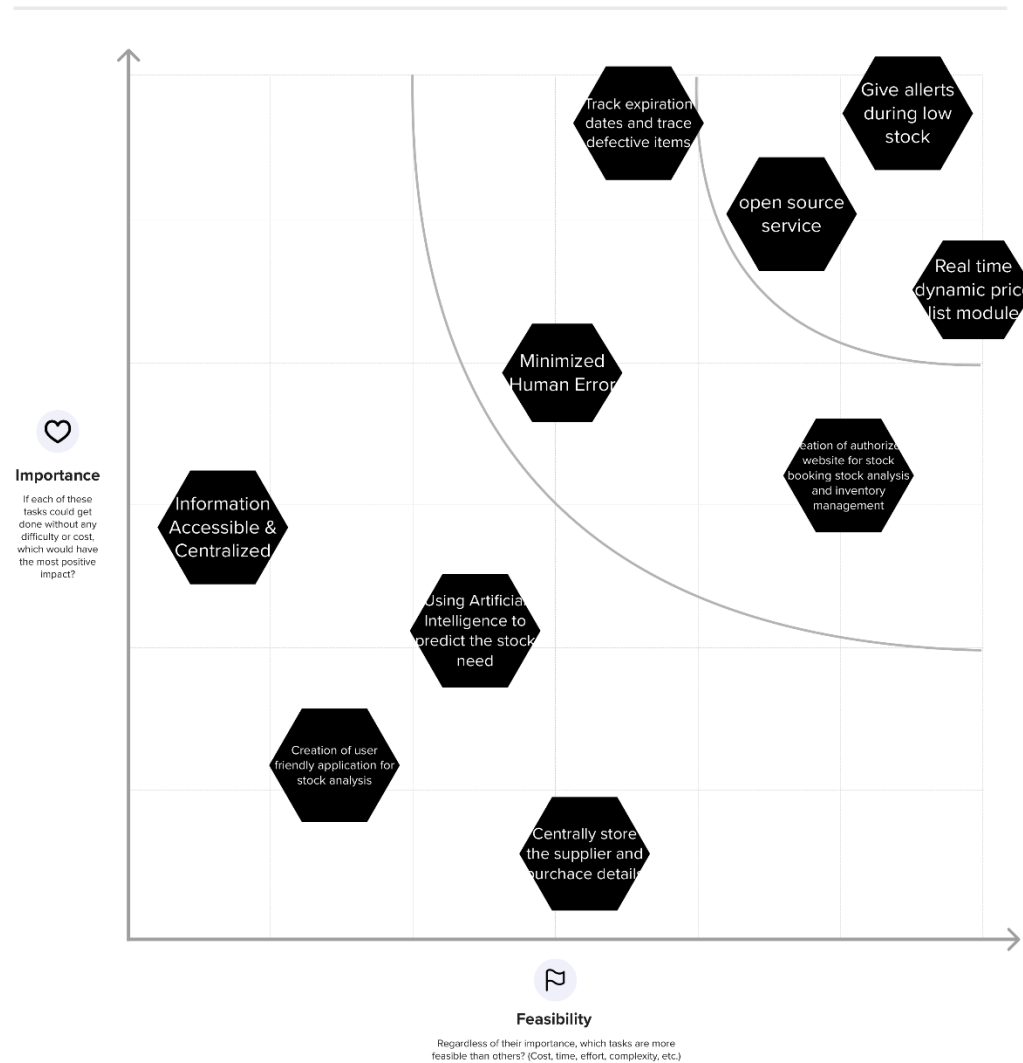 Give allerts
during low
stock
Track expiration
dates and trace
defective items
open source
service
Real time
dynamic pric
list module
Minimized
Human Error
eation of authorize
website for stock
booking stock analysis
and inventory
management
Importance
If each of these
tasks could get
done without any
difficulty or cost,
which would have
the most positive
impact?
Information
Accessible &
Centralized
Using Artificial
Intelligence to
predict the stock
need
Creation of user
friendly application for
stock analysis
Centrally store
the supplier and
purchace details
Feasibility
Regardless of their importance, which tasks are more
feasible than others? (Cost, time, effort, complexity, etc.)